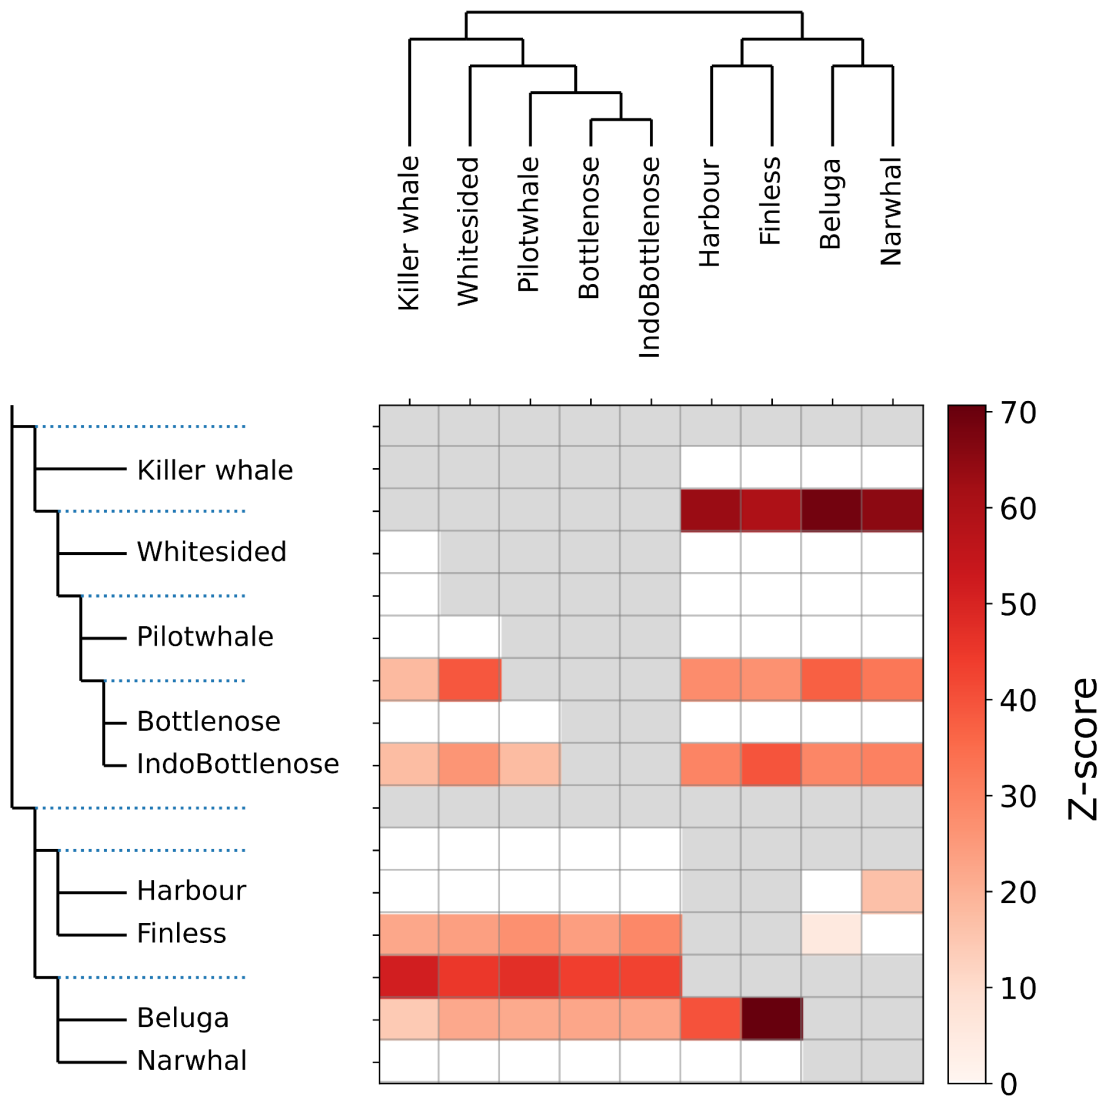 Killer whale
Whitesided
Pilotwhale
Bottlenose
IndoBottlenose
Harbour
Finless
Beluga
Narwhal
Killer whale
Whitesided
Pilotwhale
Bottlenose
IndoBottlenose
Harbour
Finless
Beluga
Narwhal
70
60
50
40
30
20
10
0
Z-score